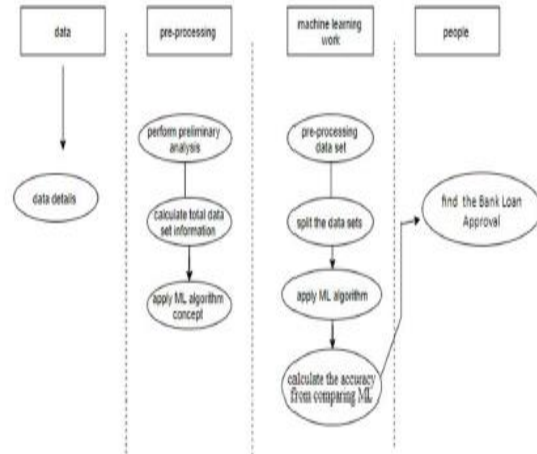 data
pre-processing
machine learning
work
people
perform preliminary
analysis
pre-processing
data set
data details
calculate total data
set information
split the data sets
find the Bank Loan
Approval
apply ML algorithm
concept
apply ML algorithm
calculate the accuracy
from comparing ML